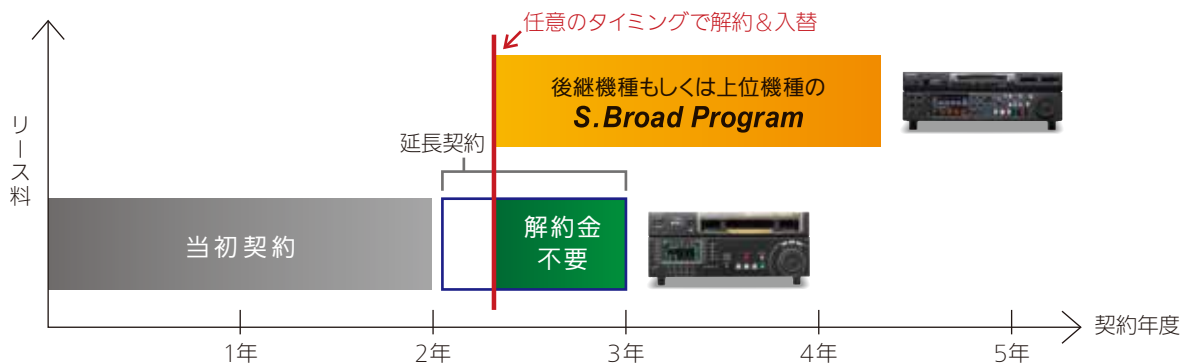 任意のタイミングで解約&入替
後継機種もしくは上位機種の
S.Broad Program
リース料
延長契約
当初契約
解約金
不要
契約年度
1年
2年
3年
4年
5年